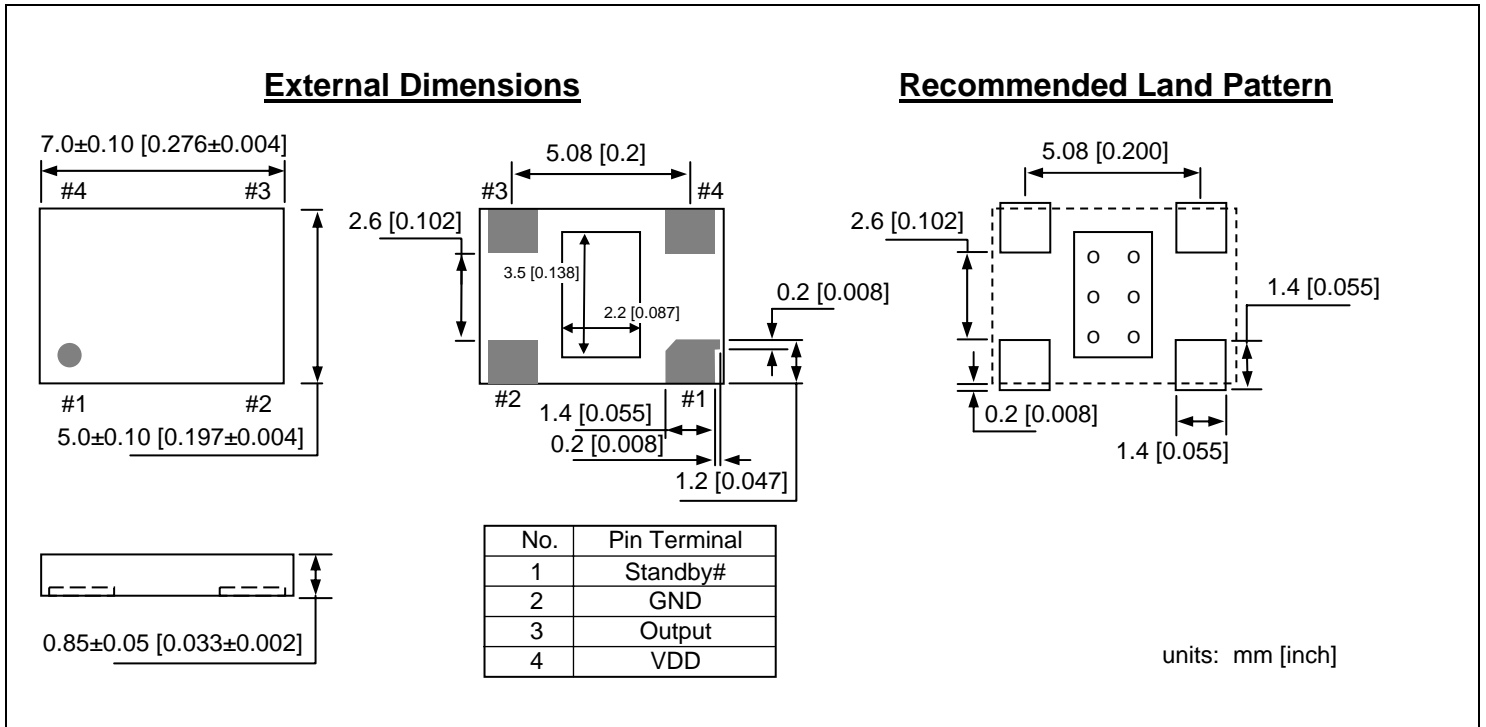 External Dimensions
7.0±0.10 [0.276±0.004]
#4 #3
#1 #2
5.0±0.10 [0.197±0.004]
5.08 [0.2]
#3 #4
2.6 [0.102]
3.5 [0.138]
2.2 [0.087]
0.2 [0.008]
#2 #1
1.4 [0.055]
0.2 [0.008]
1.2 [0.047]
Recommended Land Pattern
5.08 [0.200]
2.6 [0.102]
o o
o o
o o
1.4 [0.055]
0.2 [0.008]
1.4 [0.055]
0.85±0.05 [0.033±0.002]
No. Pin Terminal
1 Standby#
2 GND
3 Output
4 VDD
units: mm [inch]